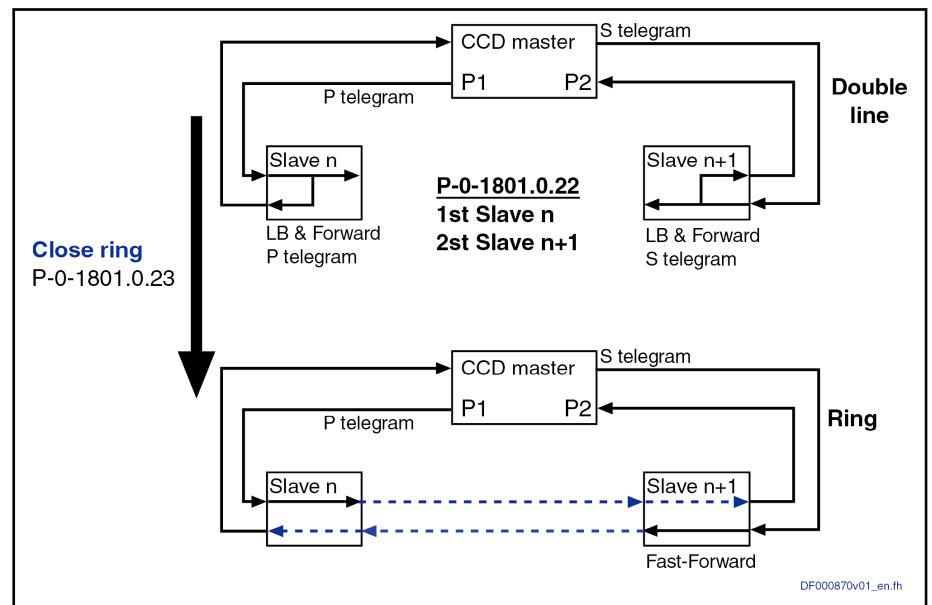 CCD master
S telegram
P1
P2
P telegram
Double
line
Slave n
Slave n+1
P-0-1801.0.22
1st Slave n
2st Slave n+1
LB & Forward
P telegram
LB & Forward
S telegram
Close ring
P-0-1801.0.23
CCD master
S telegram
P1
P2
P telegram
Ring
Slave n
Slave n+1
Fast-Forward
DF000870v01_en.fh